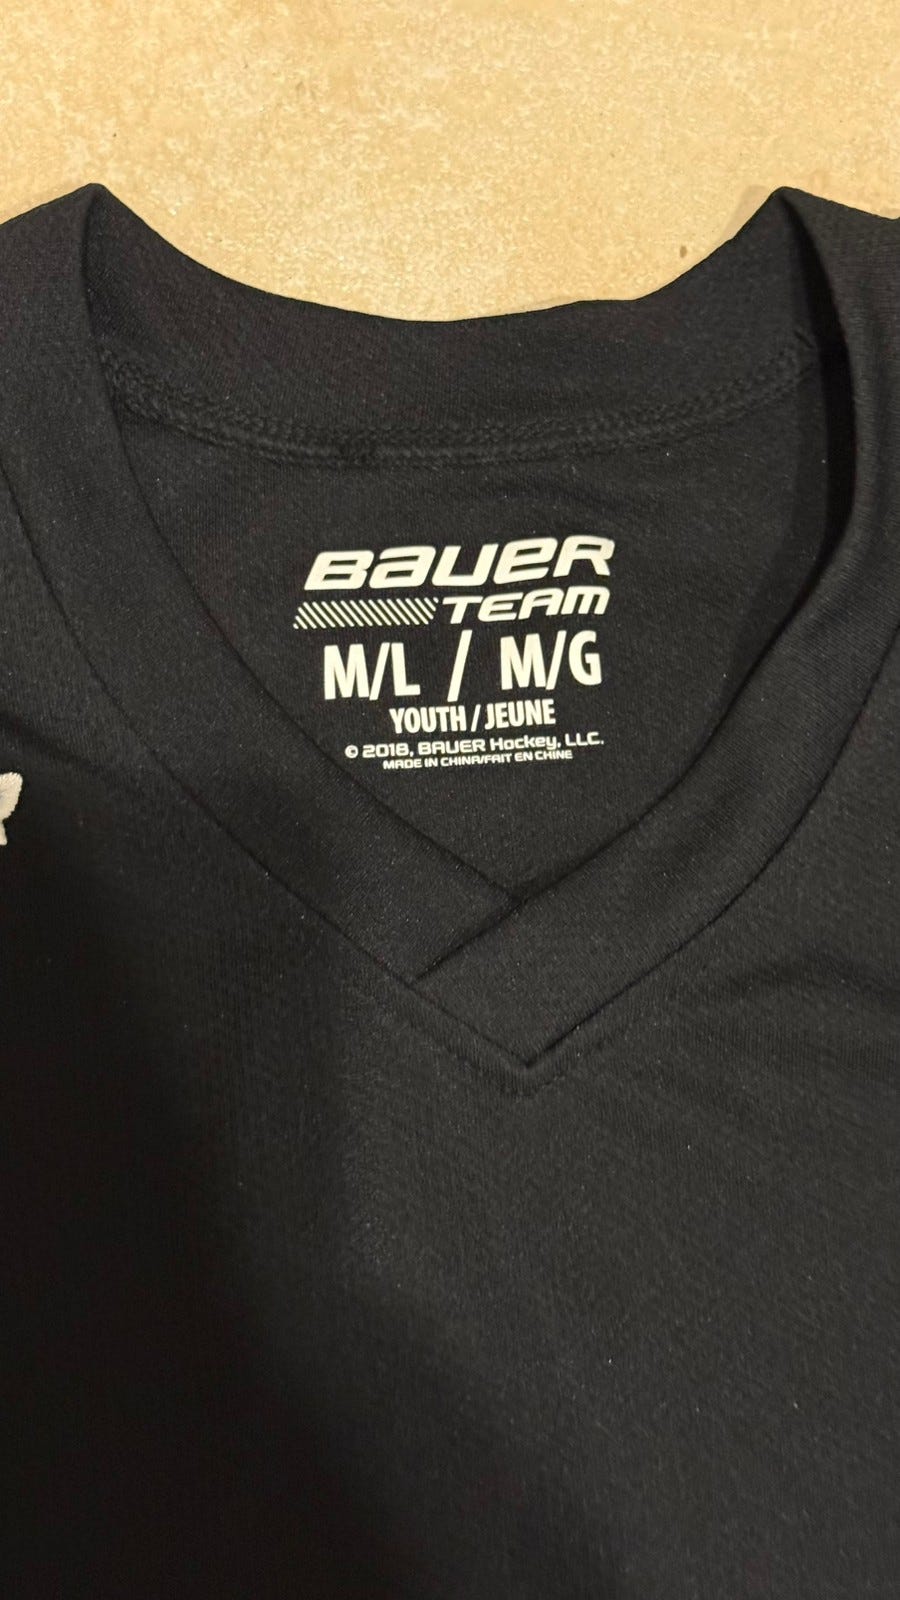 BAUER
TEAM
M/L / M/G
YOUTH / JEUNE
© 2018, BAUER Hockey, LLC.
MADE IN CHINA/FAIT EN CHINE